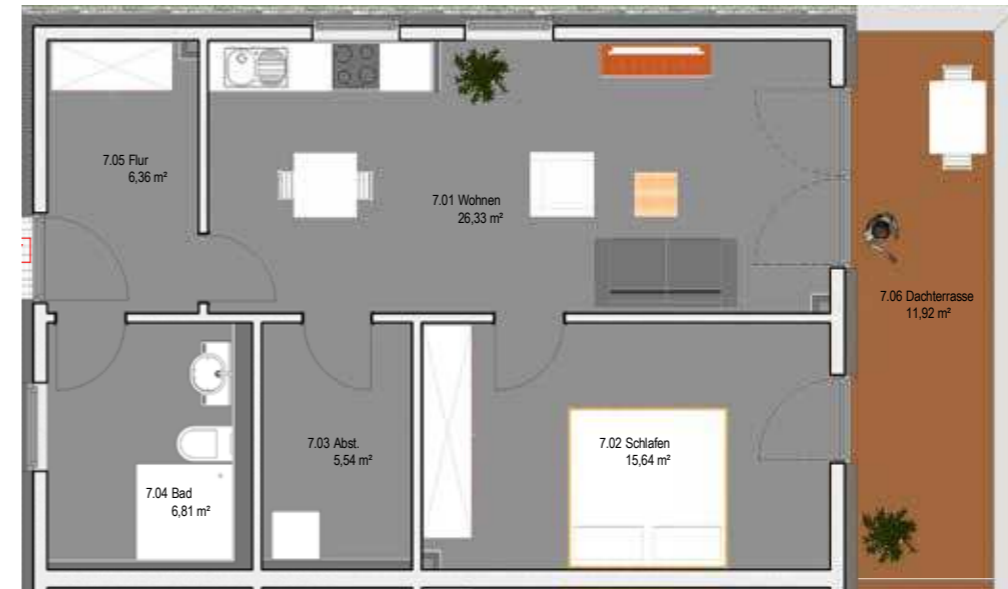 7.05 Flur
6,36 m²
7.01 Wohnen
26,33 m²
7.06 Dachterrasse
11,92 m²
7.03 Abst.
5,54 m²
7.02 Schlafen
15,64 m²
7.04 Bad
6,81 m²